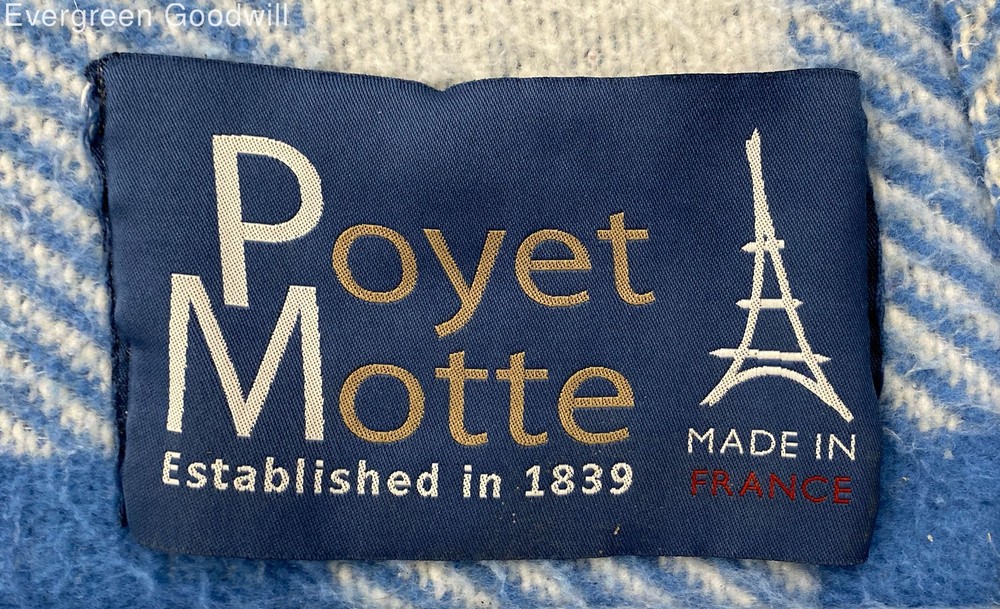 Evergreen Goodwill
Poyet
Motte
Established in 1839
MADE IN
FRANCE